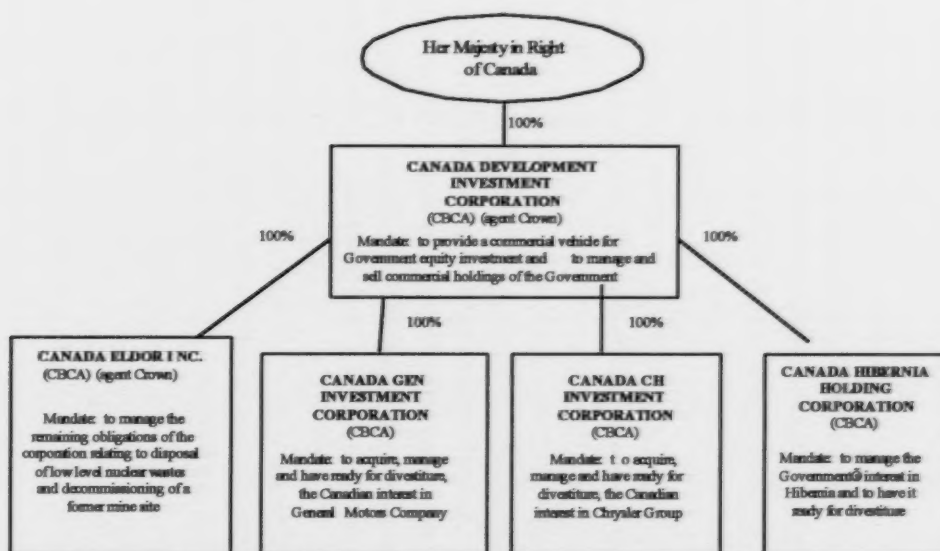 Her Majesty in Right
of Canada
100%
CANADA DEVELOPMENT
INVESTMENT
CORPORATION
(CBCA) (agent Crown)
Mandate: to provide a commercial vehicle for
Government equity investment and to manage and
sell commercial holdings of the Government
100%
100%
100%
100%
CANADA ELDOR I NC.
(CBCA) (agent Crown)
Mandate: to manage the
remaining obligations of the
corporation relating to disposal
of low level nuclear wastes
and decommissioning of a
former mine site
CANADA GEN
INVESTMENT
CORPORATION
(CBCA)
Mandate: to acquire, manage
and have ready for divestiture,
the Canadian interest in
General Motors Company
CANADA CH
INVESTMENT
CORPORATION
(CBCA)
Mandate: t o acquire,
manage and have ready for
divestiture, the Canadian
interest in Chrysler Group
CANADA HIBERNIA
HOLDING
CORPORATION
(CBCA)
Mandate: to manage the
GovernmentÕ interest in
Hibernia and to have it
ready for divestiture